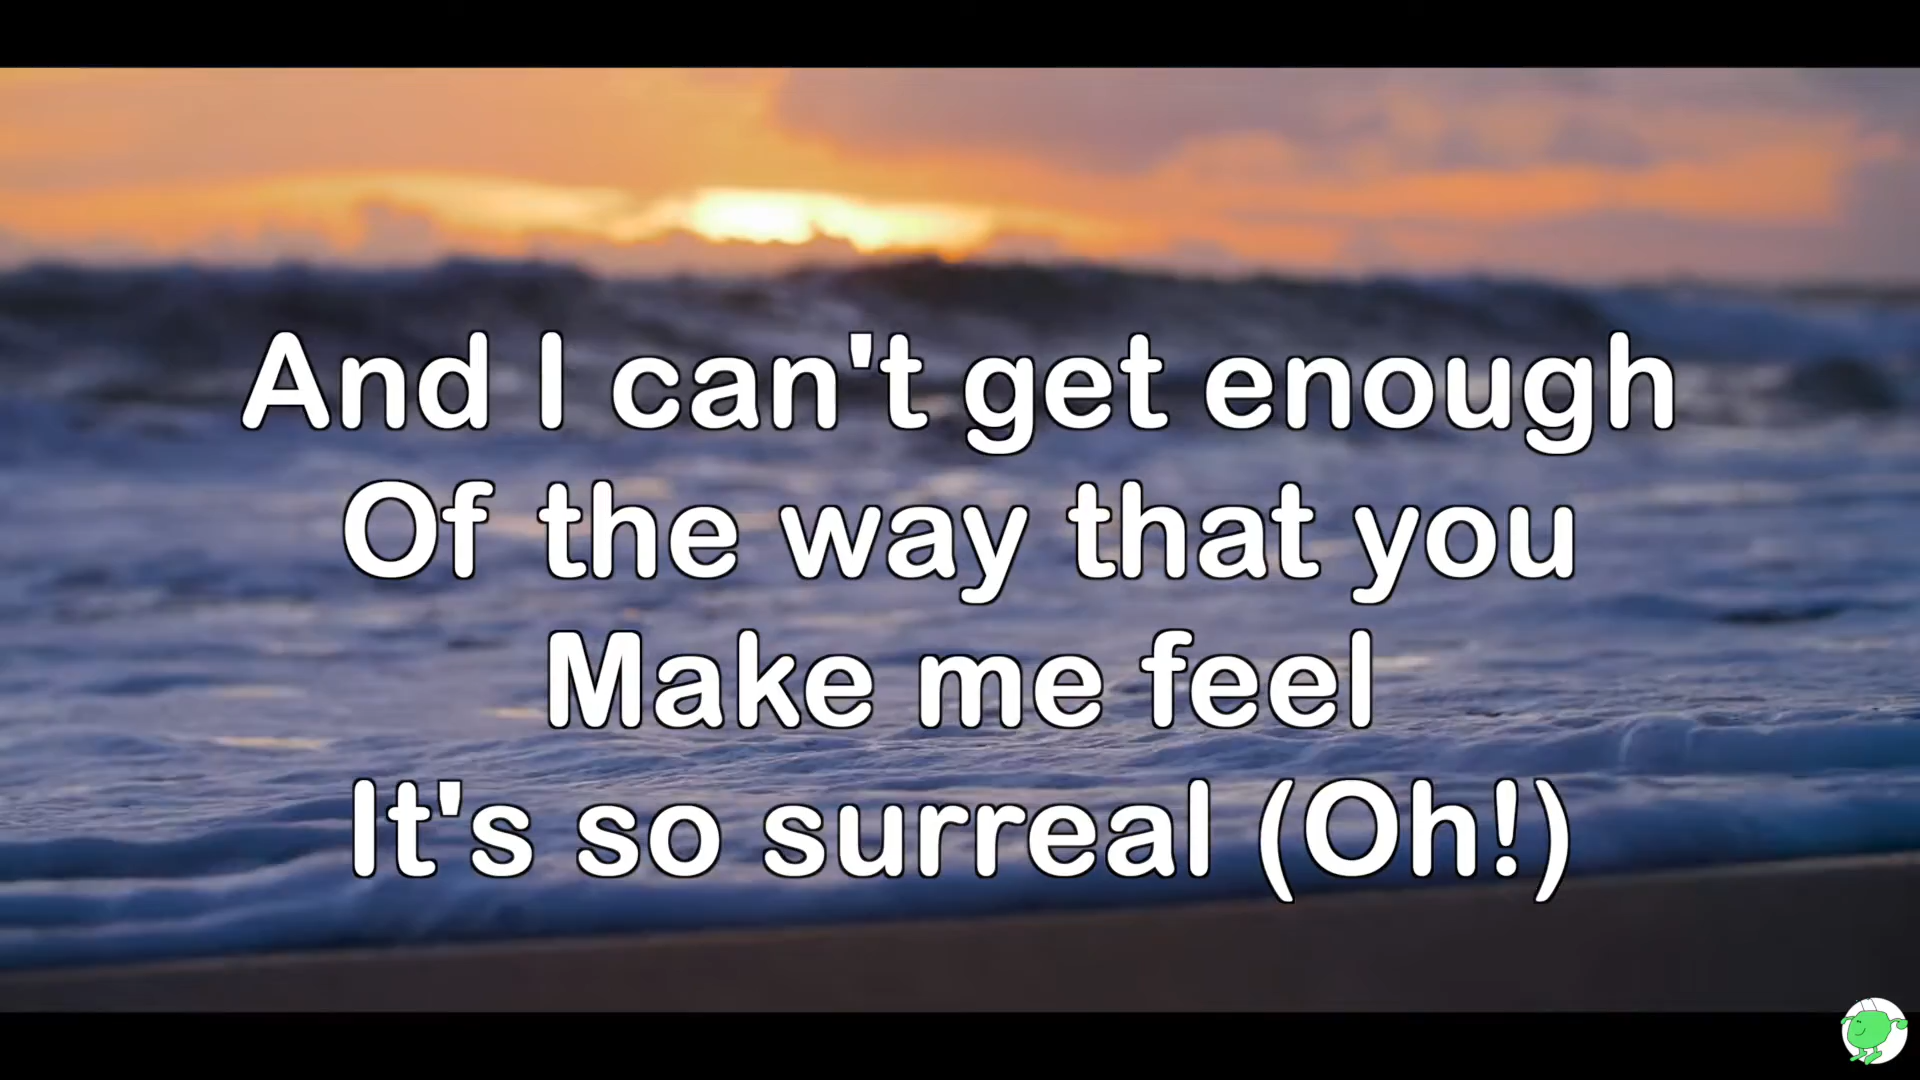 And I can't get enough
Of the way that you
Make me feel
It's so surreal (Oh!)